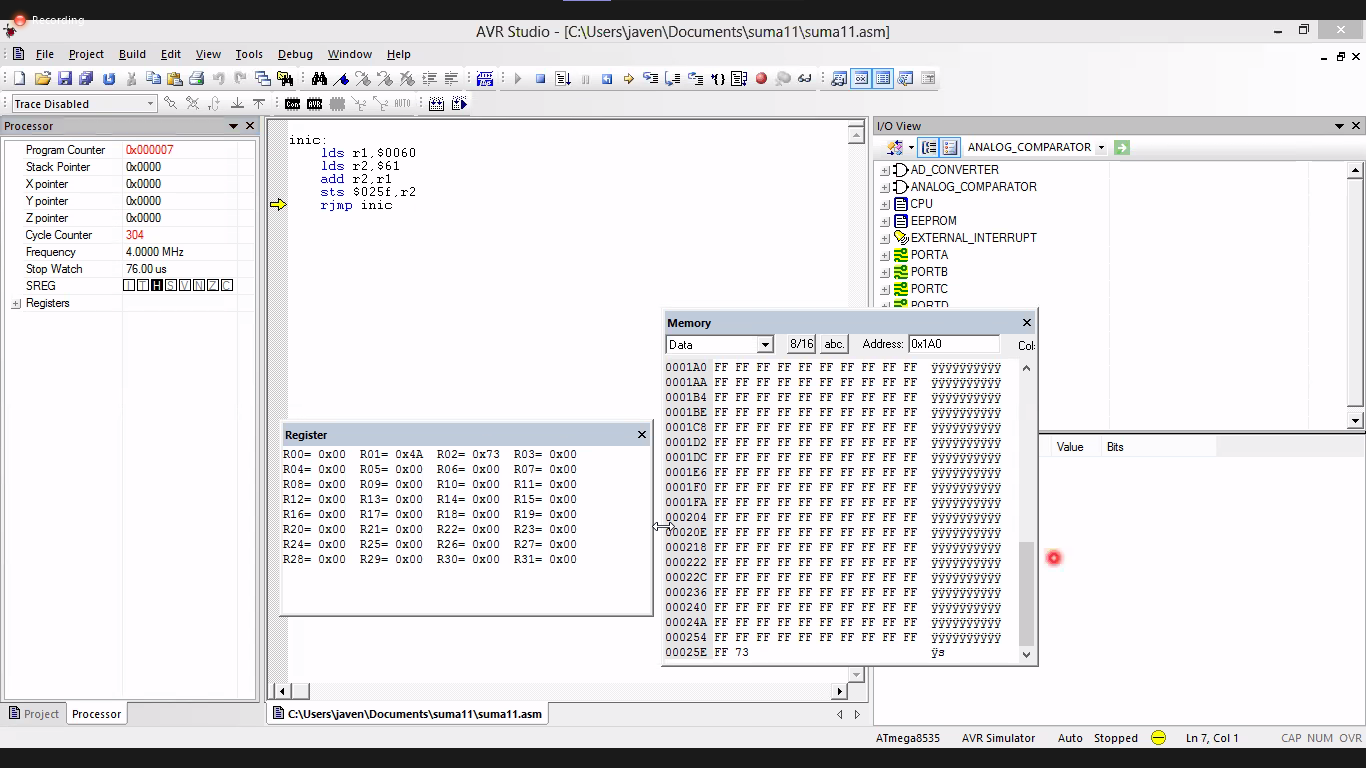 Recording
AVR Studio - [C:\Users\javen\Documents\suma11\suma11.asm]
File Project Build Edit View Tools Debug Window Help
Trace Disabled
Con AVR AUTO
Processor
Program Counter 0x000007
Stack Pointer 0x0000
X pointer 0x0000
Y pointer 0x0000
Z pointer 0x0000
Cycle Counter 304
Frequency 4.0000 MHz
Stop Watch 76.00 us
SREG I T H S V N Z C
Registers
Project Processor
inic:
lds r1,$0060
lds r2,$61
add r2,r1
sts $025f,r2
rjmp inic
Register
R00= 0x00 R01= 0x4A R02= 0x73 R03= 0x00
R04= 0x00 R05= 0x00 R06= 0x00 R07= 0x00
R08= 0x00 R09= 0x00 R10= 0x00 R11= 0x00
R12= 0x00 R13= 0x00 R14= 0x00 R15= 0x00
R16= 0x00 R17= 0x00 R18= 0x00 R19= 0x00
R20= 0x00 R21= 0x00 R22= 0x00 R23= 0x00
R24= 0x00 R25= 0x00 R26= 0x00 R27= 0x00
R28= 0x00 R29= 0x00 R30= 0x00 R31= 0x00
C:\Users\javen\Documents\suma11\suma11.asm
Memory
Data 8/16 abc. Address: 0x1A0 Col:
0001A0 FF FF FF FF FF FF FF FF FF FF ÿÿÿÿÿÿÿÿÿÿ
0001AA FF FF FF FF FF FF FF FF FF FF ÿÿÿÿÿÿÿÿÿÿ
0001B4 FF FF FF FF FF FF FF FF FF FF ÿÿÿÿÿÿÿÿÿÿ
0001BE FF FF FF FF FF FF FF FF FF FF ÿÿÿÿÿÿÿÿÿÿ
0001C8 FF FF FF FF FF FF FF FF FF FF ÿÿÿÿÿÿÿÿÿÿ
0001D2 FF FF FF FF FF FF FF FF FF FF ÿÿÿÿÿÿÿÿÿÿ
0001DC FF FF FF FF FF FF FF FF FF FF ÿÿÿÿÿÿÿÿÿÿ
0001E6 FF FF FF FF FF FF FF FF FF FF ÿÿÿÿÿÿÿÿÿÿ
0001F0 FF FF FF FF FF FF FF FF FF FF ÿÿÿÿÿÿÿÿÿÿ
0001FA FF FF FF FF FF FF FF FF FF FF ÿÿÿÿÿÿÿÿÿÿ
000204 FF FF FF FF FF FF FF FF FF FF ÿÿÿÿÿÿÿÿÿÿ
00020E FF FF FF FF FF FF FF FF FF FF ÿÿÿÿÿÿÿÿÿÿ
000218 FF FF FF FF FF FF FF FF FF FF ÿÿÿÿÿÿÿÿÿÿ
000222 FF FF FF FF FF FF FF FF FF FF ÿÿÿÿÿÿÿÿÿÿ
00022C FF FF FF FF FF FF FF FF FF FF ÿÿÿÿÿÿÿÿÿÿ
000236 FF FF FF FF FF FF FF FF FF FF ÿÿÿÿÿÿÿÿÿÿ
000240 FF FF FF FF FF FF FF FF FF FF ÿÿÿÿÿÿÿÿÿÿ
00024A FF FF FF FF FF FF FF FF FF FF ÿÿÿÿÿÿÿÿÿÿ
000254 FF FF FF FF FF FF FF FF FF FF ÿÿÿÿÿÿÿÿÿÿ
00025E FF 73 ÿs
I/O View
ANALOG_COMPARATOR
AD_CONVERTER
ANALOG_COMPARATOR
CPU
EEPROM
EXTERNAL_INTERRUPT
PORTA
PORTB
PORTC
PORTD
Value Bits
ATmega8535 AVR Simulator Auto Stopped Ln 7, Col 1 CAP NUM OVR